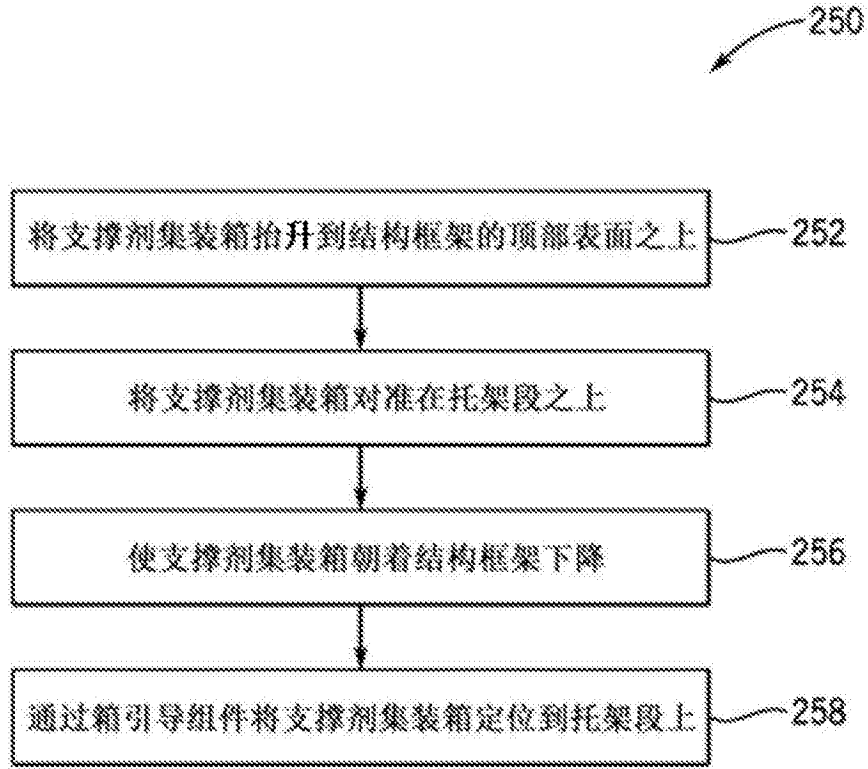 250
将支撑剂集装箱抬升到结构框架的顶部表面之上
252
将支撑剂集装箱对准在托架段之上
254
使支撑剂集装箱朝着结构框架下降
256
通过箱引导组件将支撑剂集装箱定位到托架段上
258